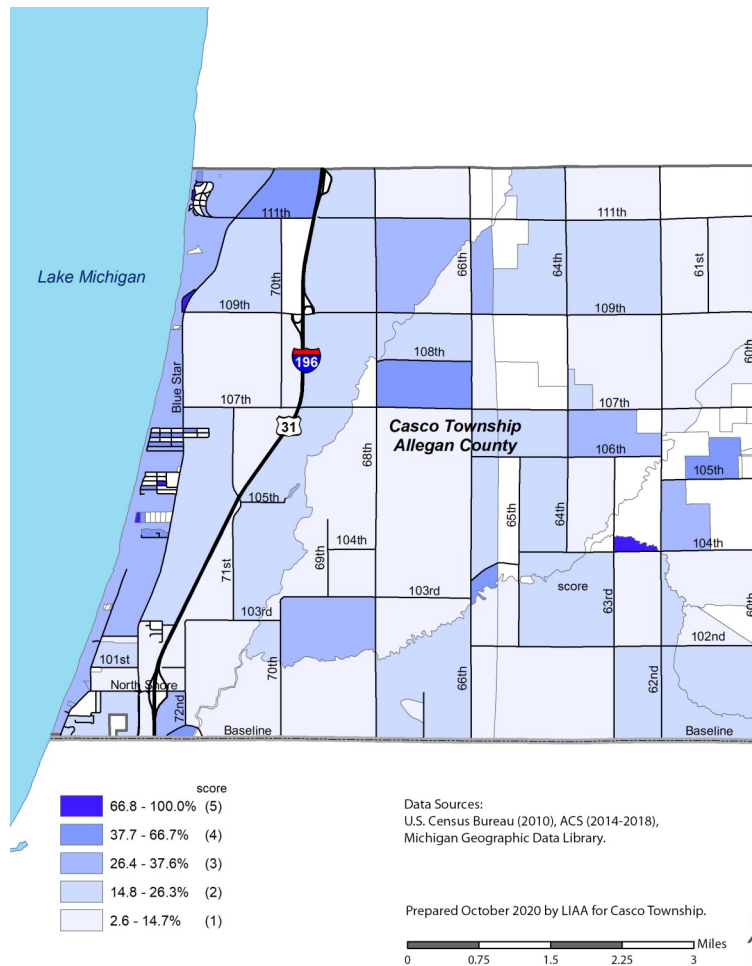 111th
111th
66th
64th
61st
Lake Michigan
70th
109th
109th
60th
108th
196
Blue Star
107th
107th
31
Casco Township
Allegan County
106th
68th
105th
105th
65th
64th
104th
104th
71st
69th
score
63rd
60th
103rd
103rd
102nd
101st
70th
66th
62nd
North Shore
72nd
Baseline
Baseline
score
66.8 - 100.0% (5)
37.7 - 66.7% (4)
26.4 - 37.6% (3)
14.8 - 26.3% (2)
2.6 - 14.7% (1)
Data Sources:
U.S. Census Bureau (2010), ACS (2014-2018),
Michigan Geographic Data Library.
Prepared October 2020 by LIAA for Casco Township.
Miles
0 0.75 1.5 2.25 3